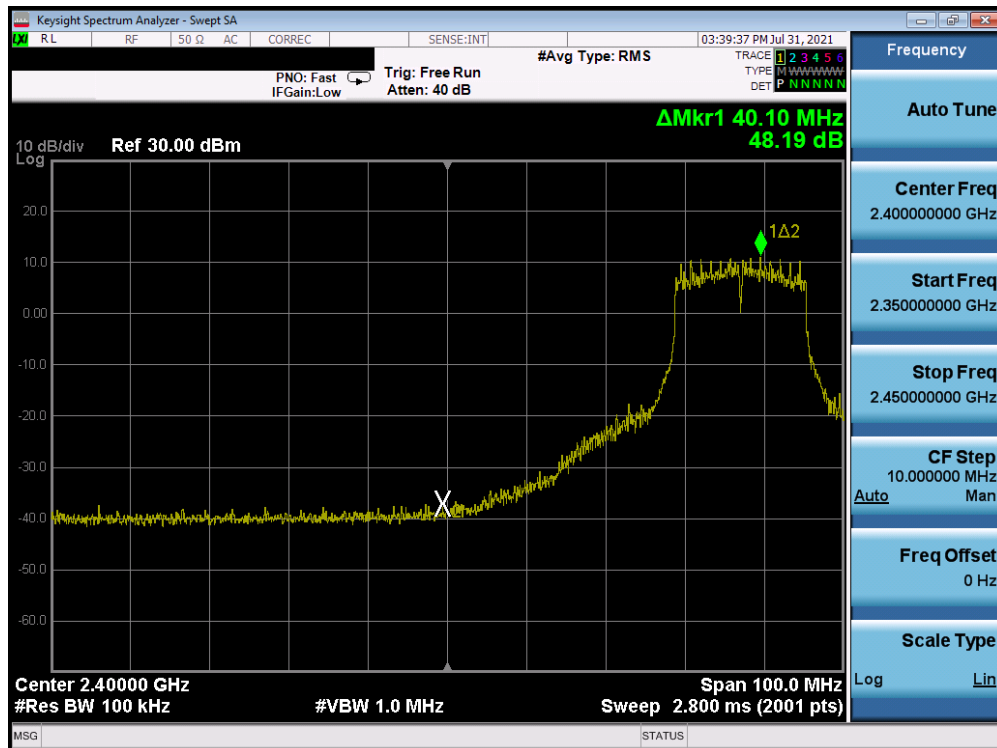 Keysight Spectrum Analyzer - Swept SA
LXI RL RF 50 Ω AC CORREC SENSE:INT 03:39:37 PM Jul 31, 2021
PNO: Fast
IFGain:Low
Trig: Free Run
Atten: 40 dB
#Avg Type: RMS
TRACE 1 2 3 4 5 6
TYPE M W W W W W
DET P N N N N N
ΔMkr1 40.10 MHz
48.19 dB
10 dB/div Ref 30.00 dBm
Log
20.0
10.0
0.00
-10.0
-20.0
-30.0
-40.0
-50.0
-60.0
1Δ2
X
Center 2.40000 GHz Span 100.0 MHz
#Res BW 100 kHz #VBW 1.0 MHz Sweep 2.800 ms (2001 pts)
MSG STATUS
Frequency
Auto Tune
Center Freq
2.400000000 GHz
Start Freq
2.350000000 GHz
Stop Freq
2.450000000 GHz
CF Step
10.000000 MHz
Auto Man
Freq Offset
0 Hz
Scale Type
Log Lin